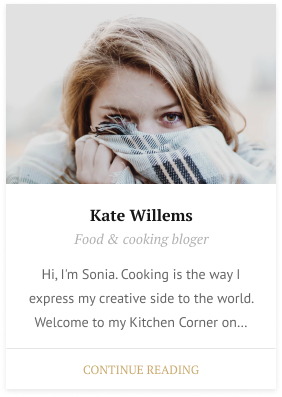 Kate Willems
Food & cooking bloger
Hi, I'm Sonia. Cooking is the way I
express my creative side to the world.
Welcome to my Kitchen Corner on...
CONTINUE READING